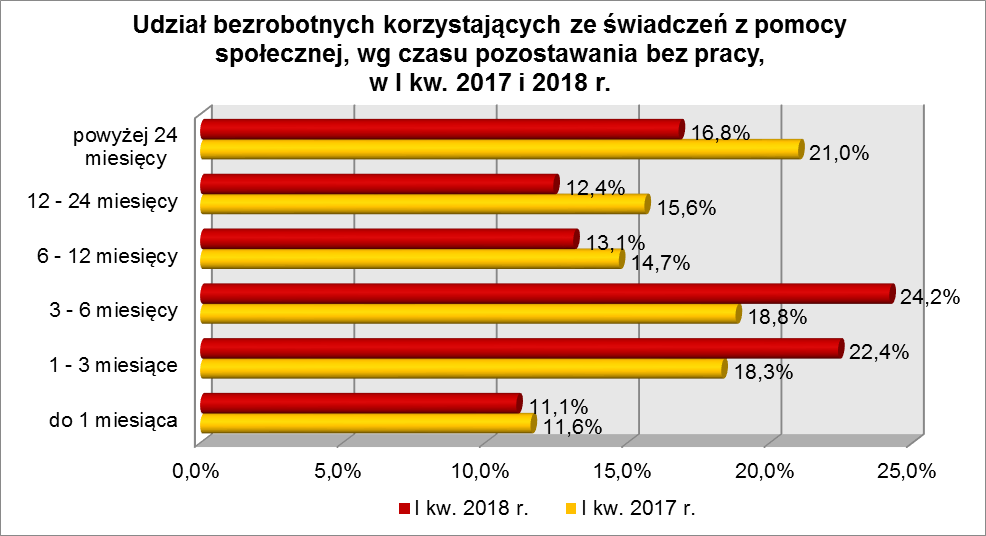 Udział bezrobotnych korzystających ze świadczeń z pomocy
społecznej, wg czasu pozostawania bez pracy,
w I kw. 2017 i 2018 r.
powyżej 24
miesięcy
16,8%
21,0%
12 - 24 miesięcy
12,4%
15,6%
6 - 12 miesięcy
13,1%
14,7%
3 - 6 miesięcy
24,2%
18,8%
1 - 3 miesiące
22,4%
18,3%
do 1 miesiąca
11,1%
11,6%
0,0% 5,0% 10,0% 15,0% 20,0% 25,0%
I kw. 2018 r. I kw. 2017 r.